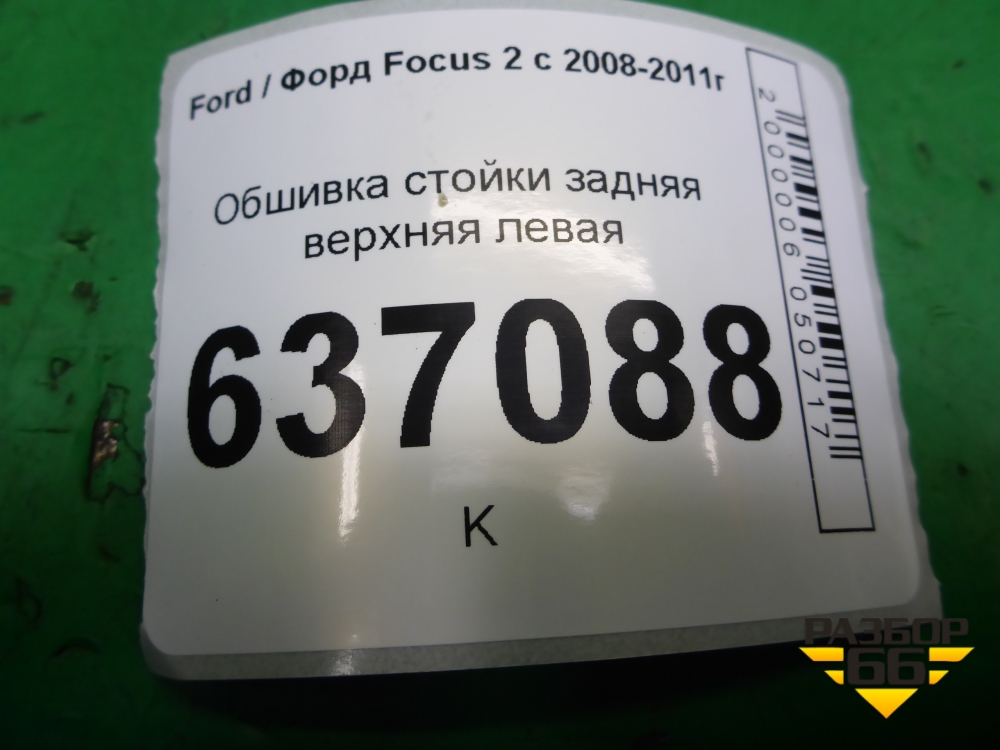 Ford / Форд Focus 2 с 2008-2011г
Обшивка стойки задняя
верхняя левая
637088
К
2000006050717
РАЗБОР
66